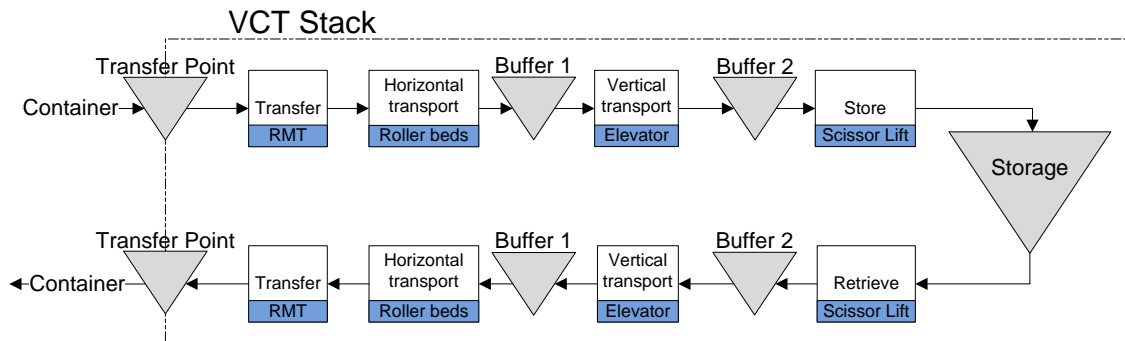 VCT Stack
Transfer Point
Buffer 1
Buffer 2
Container
Transfer
RMT
Horizontal
transport
Roller beds
Vertical
transport
Elevator
Store
Scissor Lift
Storage
Transfer Point
Buffer 1
Buffer 2
Container
Transfer
RMT
Horizontal
transport
Roller beds
Vertical
transport
Elevator
Retrieve
Scissor Lift